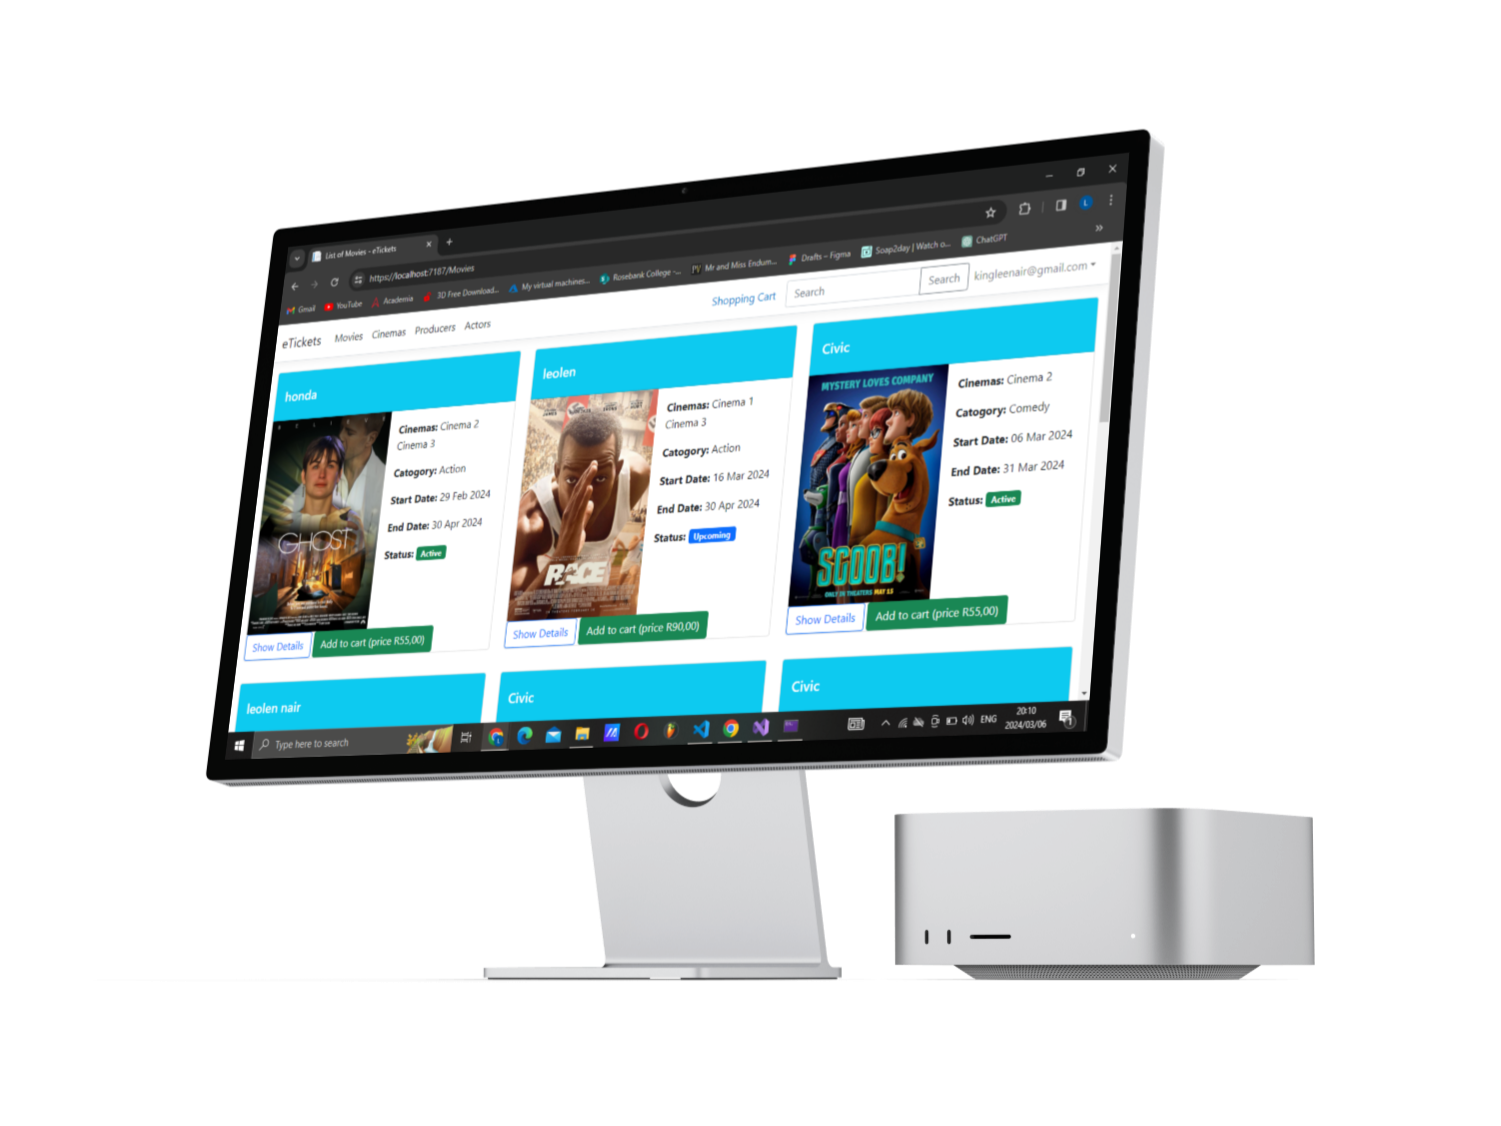 List of Movies - eTickets
https://localhost:7187/Movies
Gmail YouTube Academia 3D Free Download... My virtual machines... Rosebank College -... Mr and Miss Endum... Drafts – Figma Soap2day | Watch o... ChatGPT
eTickets Movies Cinemas Producers Actors Shopping Cart Search Search kingleenair@gmail.com
honda
GHOST
Cinemas: Cinema 2
Cinema 3
Catogory: Action
Start Date: 29 Feb 2024
End Date: 30 Apr 2024
Status: Active
Show Details Add to cart (price R55,00)
leolen
RACE
Cinemas: Cinema 1
Cinema 3
Catogory: Action
Start Date: 16 Mar 2024
End Date: 30 Apr 2024
Status: Upcoming
Show Details Add to cart (price R90,00)
Civic
MYSTERY LOVES COMPANY
SCOOB!
ONLY IN THEATERS MAY 15
Cinemas: Cinema 2
Catogory: Comedy
Start Date: 06 Mar 2024
End Date: 31 Mar 2024
Status: Active
Show Details Add to cart (price R55,00)
leolen nair
Civic
Civic
Type here to search
ENG
20:10
2024/03/06
1